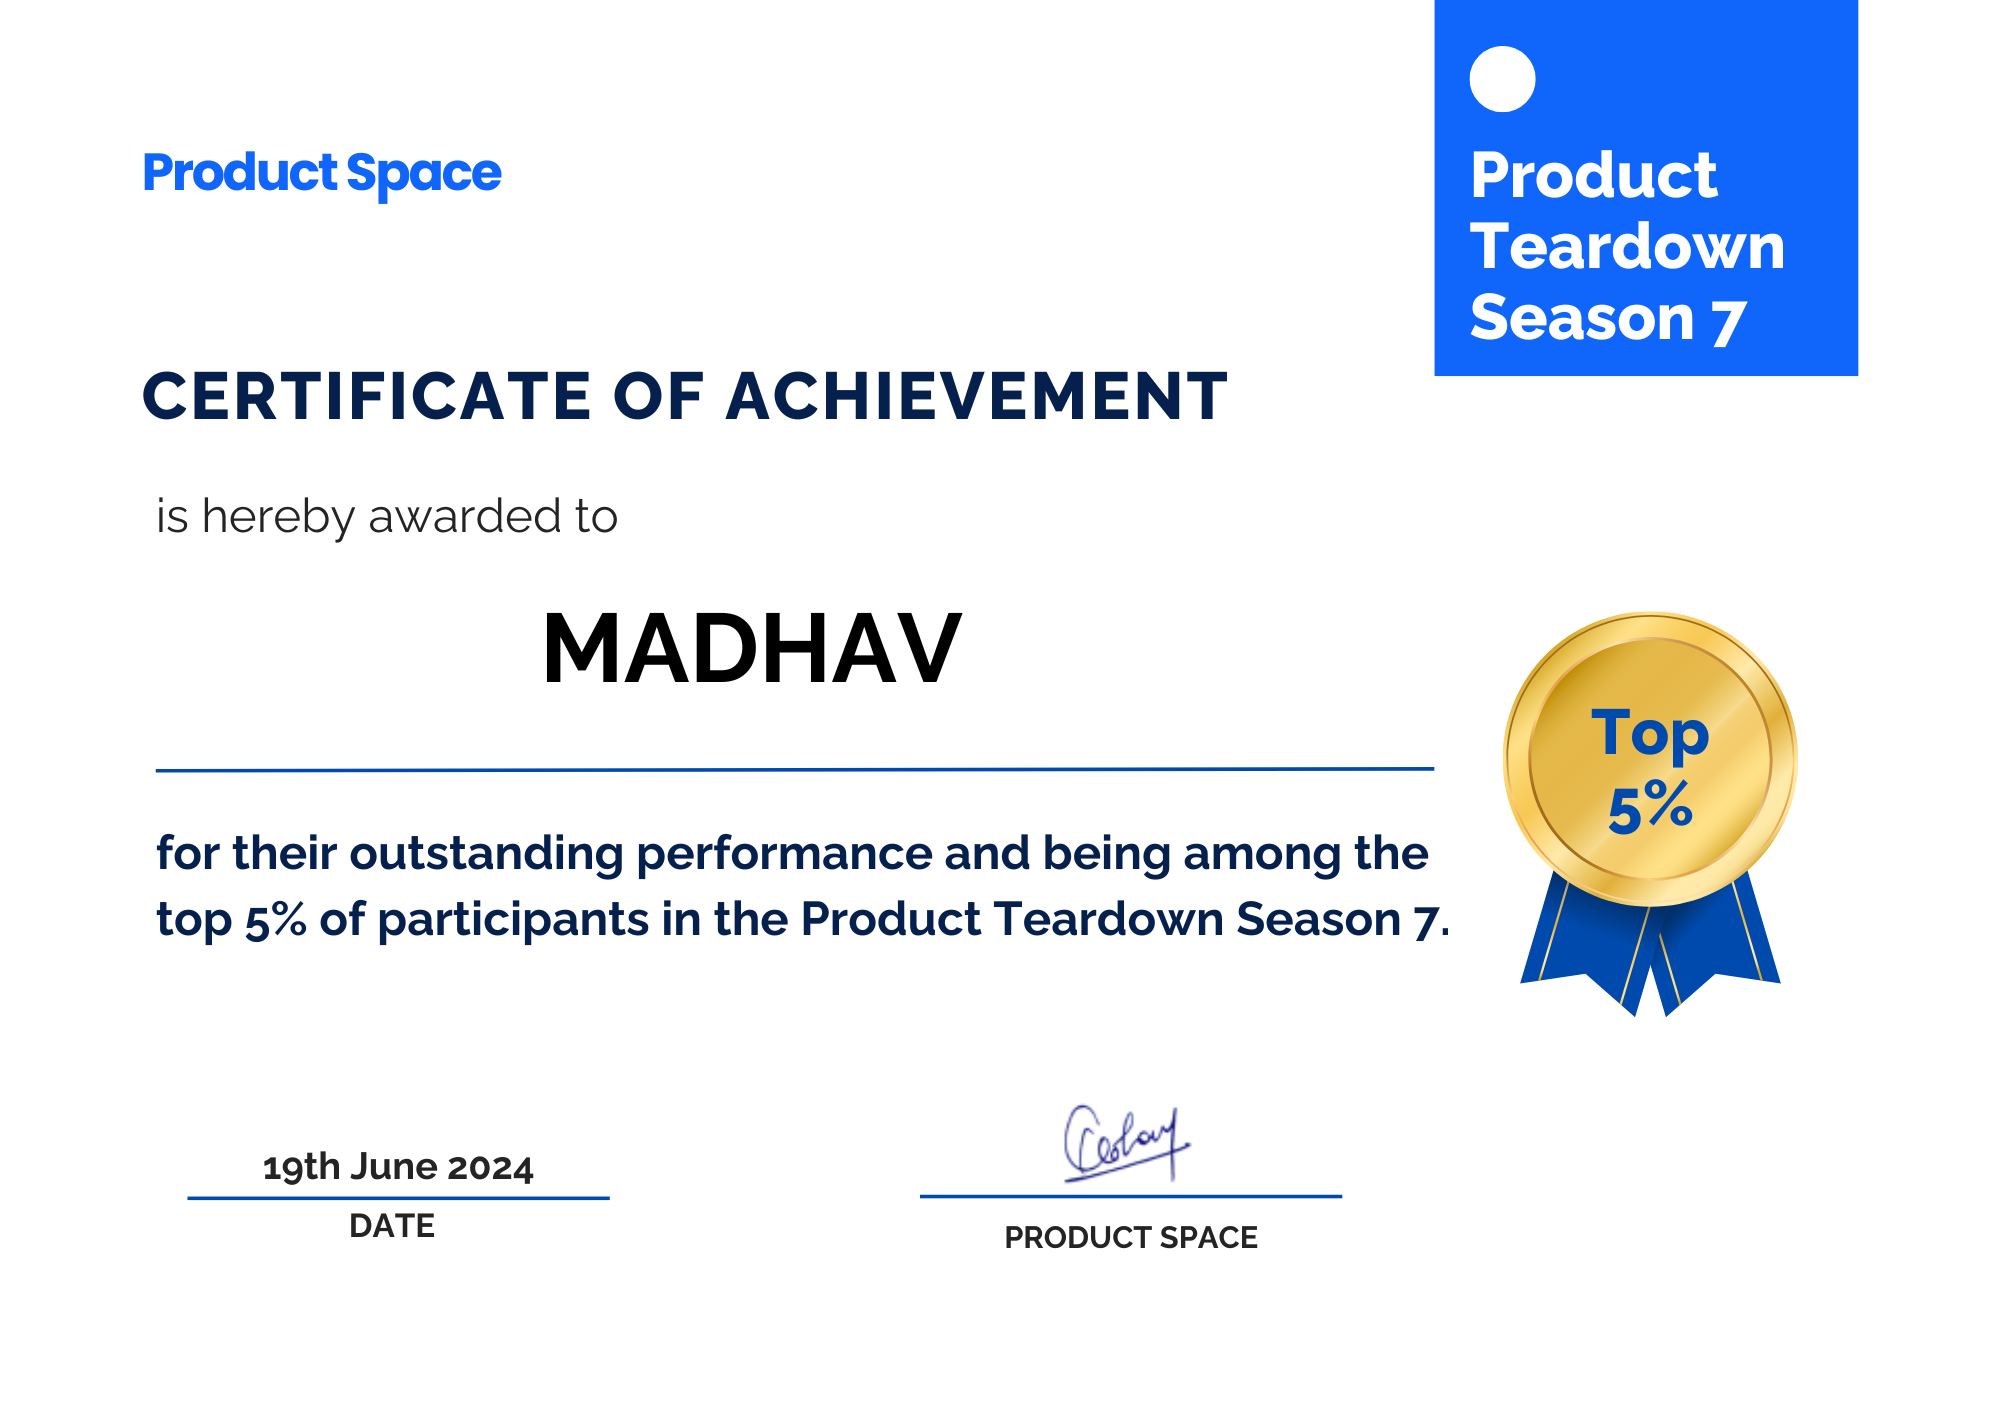 Product Space
Product
Teardown
Season 7
CERTIFICATE OF ACHIEVEMENT
is hereby awarded to
MADHAV
Top
5%
for their outstanding performance and being among the
top 5% of participants in the Product Teardown Season 7.
19th June 2024
DATE
PRODUCT SPACE